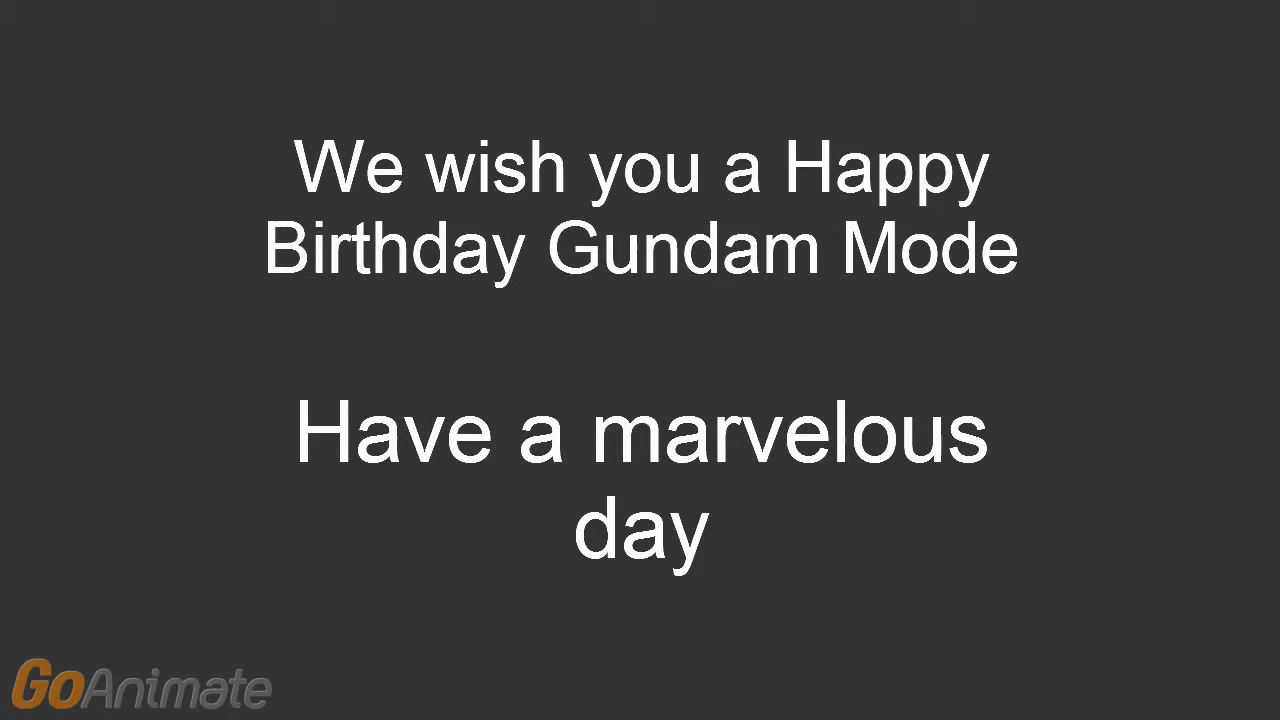 We wish you a Happy
Birthday Gundam Mode
Have a marvelous
day
GoAnimate